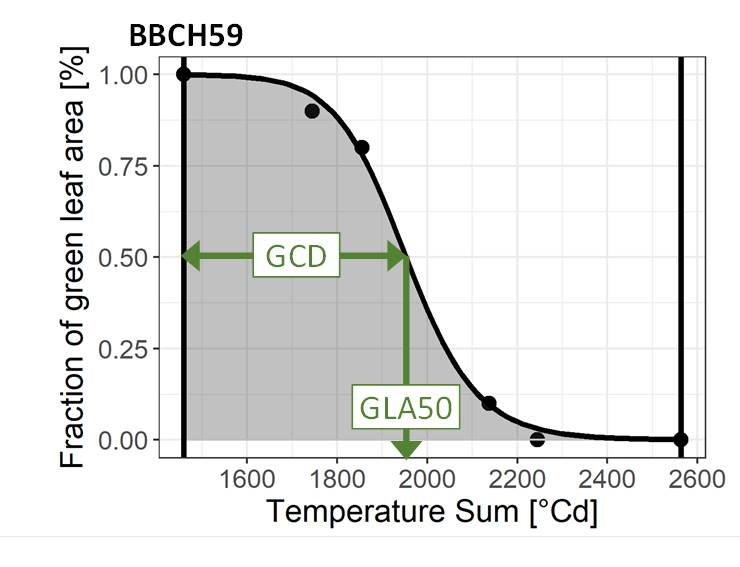 BBCH59
Fraction of green leaf area [%]
1.00
0.75
0.50
0.25
0.00
GCD
GLA50
1600 1800 2000 2200 2400 2600
Temperature Sum [°Cd]